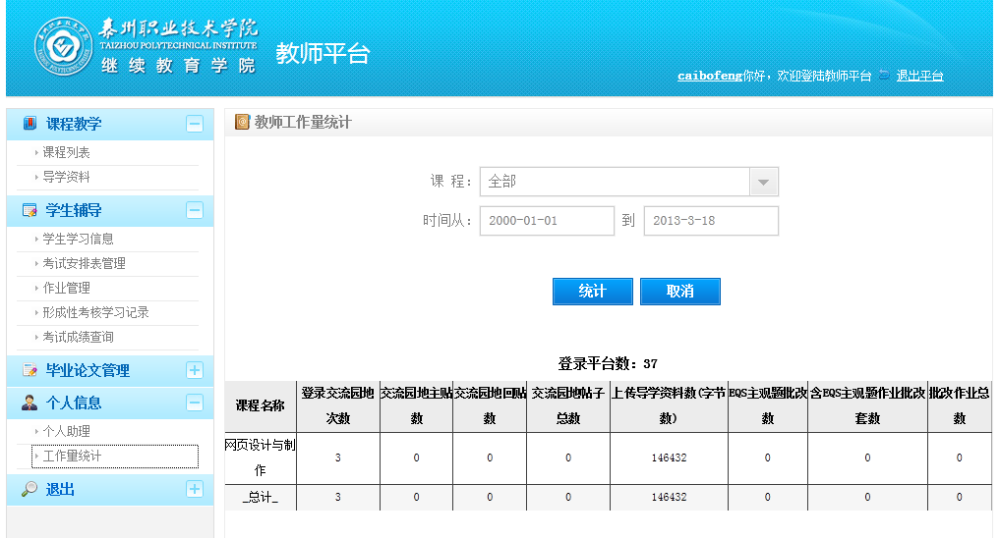 泰州职业技术学院
TAIZHOU POLYTECHNICAL INSTITUTE
继续教育学院
教师平台
caibofeng你好，欢迎登陆教师平台 退出平台
课程教学
课程列表
导学资料
学生辅导
学生学习信息
考试安排表管理
作业管理
形成性考核学习记录
考试成绩查询
毕业论文管理
个人信息
个人助理
工作量统计
退出
教师工作量统计
课 程： 全部
时间从： 2000-01-01 到 2013-3-18
统计 取消
登录平台数：37
课程名称 登录交流园地次数 交流园地主贴数 交流园地回贴数 交流园地帖子总数 上传导学资料数(字节数) EQS主观题批改数 含EQS主观题作业批改套数 批改作业总数
网页设计与制作 3 0 0 0 146432 0 0 0
_总计_ 3 0 0 0 146432 0 0 0